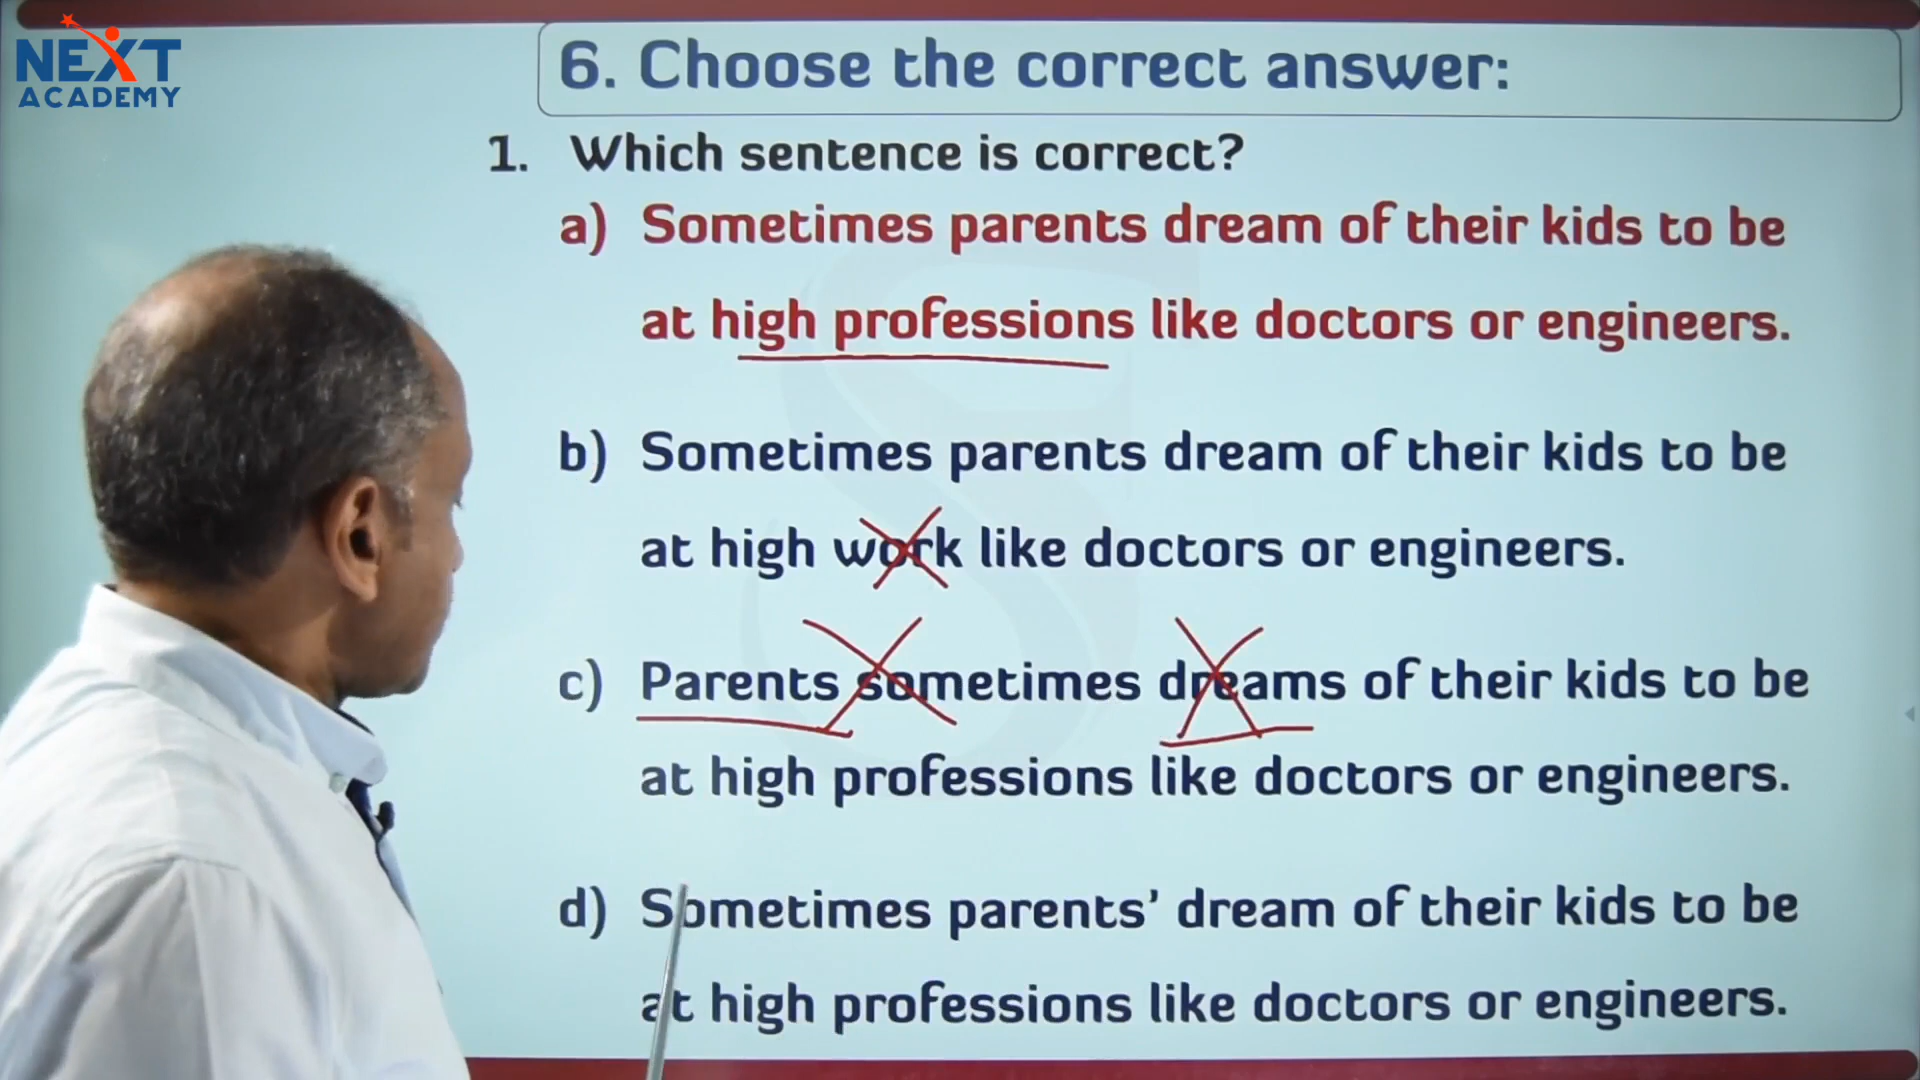 NEXT
ACADEMY
6. Choose the correct answer:
1. Which sentence is correct?
a) Sometimes parents dream of their kids to be
at high professions like doctors or engineers.
b) Sometimes parents dream of their kids to be
at high work like doctors or engineers.
c) Parents sometimes dreams of their kids to be
at high professions like doctors or engineers.
d) Sometimes parents’ dream of their kids to be
at high professions like doctors or engineers.